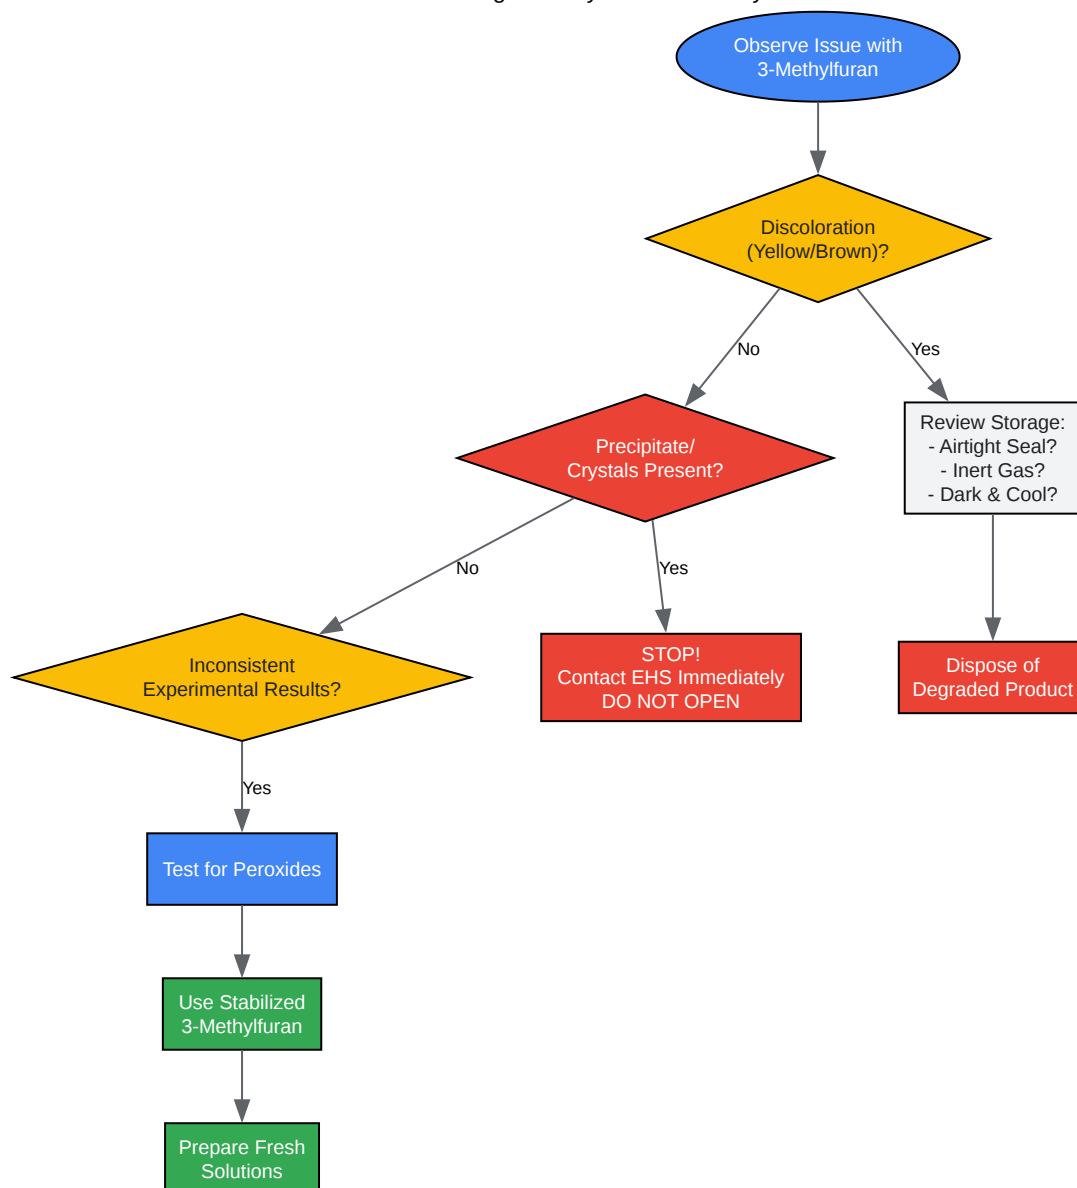 Observe Issue with
3-Methylfuran
Discoloration
(Yellow/Brown)?
No
Yes
Precipitate/
Crystals Present?
Review Storage:
- Airtight Seal?
- Inert Gas?
- Dark & Cool?
No
Yes
Inconsistent
Experimental Results?
STOP!
Contact EHS Immediately
DO NOT OPEN
Dispose of
Degraded Product
Yes
Test for Peroxides
Use Stabilized
3-Methylfuran
Prepare Fresh
Solutions